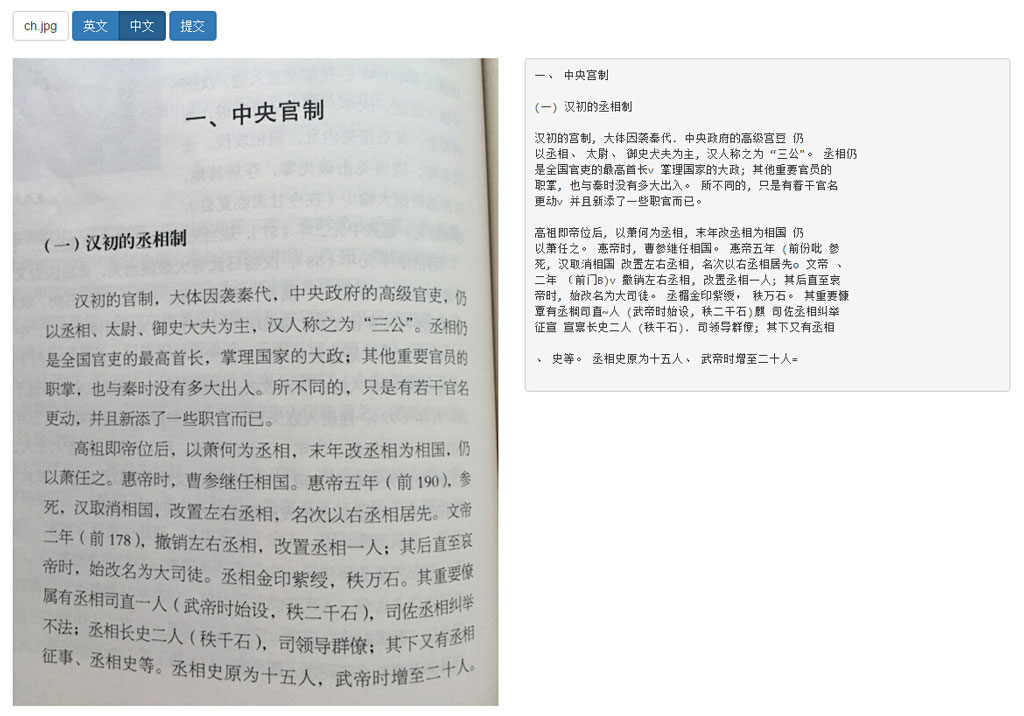 ch.jpg 英文 中文 提交
一、中央官制
(一)汉初的丞相制
汉初的官制，大体因袭秦代，中央政府的高级官吏，仍
以丞相、太尉、御史大夫为主，汉人称之为“三公”。丞相仍
是全国官吏的最高首长，掌理国家的大政；其他重要官员的
职掌，也与秦时没有多大出入。所不同的，只是有若干官名
更动，并且新添了一些职官而已。
高祖即帝位后，以萧何为丞相，末年改丞相为相国，仍
以萧任之。惠帝时，曹参继任相国。惠帝五年（前190），参
死，汉取消相国，改置左右丞相，名次以右丞相居先。文帝
二年（前178），撤销左右丞相，改置丞相一人；其后直至哀
帝时，始改名为大司徒。丞相金印紫绶，秩万石。其重要僚
属有丞相司直一人（武帝时始设，秩二千石），司佐丞相纠举
不法；丞相长史二人（秩千石），司领导群僚；其下又有丞相
征事、丞相史等。丞相史原为十五人，武帝时增至二十人。
一、 中央宫制
(一) 汉初的丞相制
汉初的宫制, 大体因袭秦代. 中央政府的高级宫豆 仍
以丞相、 太尉、 御史犬夫为主, 汉人称之为 “三公"。 丞相仍
是全国官吏的最高首长v 掌理国家的大政; 其他重要官员的
职掌, 也与秦时没有多大出入。 所不同的, 只是有着干官名
更动v 并且新添了一些职官而己。
高祖即帝位后, 以萧何为丞相, 末年改丞相为相国 仍
以萧任之。 惠帝时, 曹参继任相国。 惠帝五年 (前份吡 参
死, 汉取消相国 改置左右丞相, 名次以右丞相居先o 文帝 、
二年 (前门B)v 撤销左右丞相, 改置丞相一人; 其后直至哀
帝时, 始改名为大司徒。 丞楣金印紫绶， 秩万石。 其重要慷
覃有丞橺司直~人 (武帝时始设, 秩二干石)麒 司佐丞相纠举
征宣 宣禀长史二人 (秩千石). 司领导群僚; 其下又有丞相
、 史等。 丞相史原为十五人、 武帝时增至二十人=